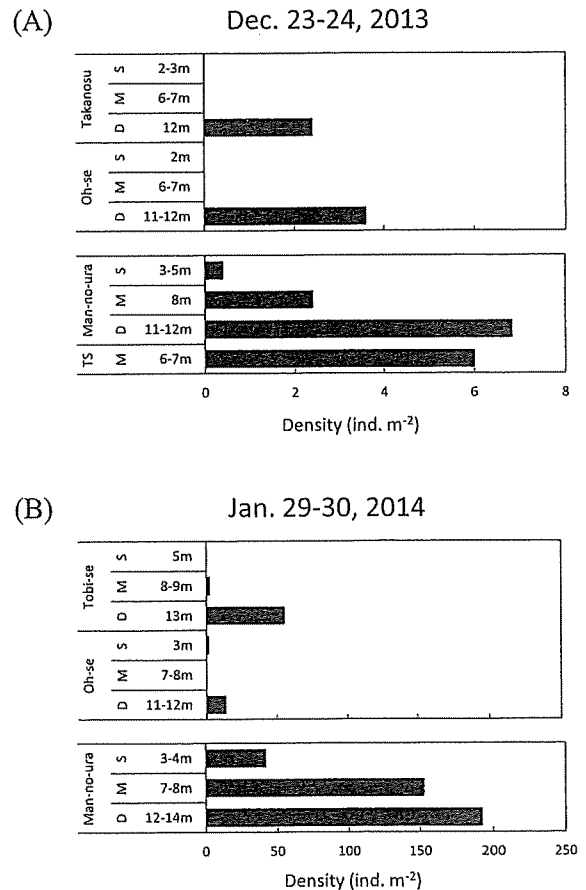 (A) Dec. 23-24, 2013
Takanosu
S 2-3m
M 6-7m
D 12m
Oh-se
S 2m
M 6-7m
D 11-12m
Man-no-ura
S 3-5m
M 8m
D 11-12m
TS M 6-7m
0 2 4 6 8
Density (ind. m-2)
(B) Jan. 29-30, 2014
Tobi-se
S 5m
M 8-9m
D 13m
Oh-se
S 3m
M 7-8m
D 11-12m
Man-no-ura
S 3-4m
M 7-8m
D 12-14m
0 50 100 150 200 250
Density (ind. m-2)